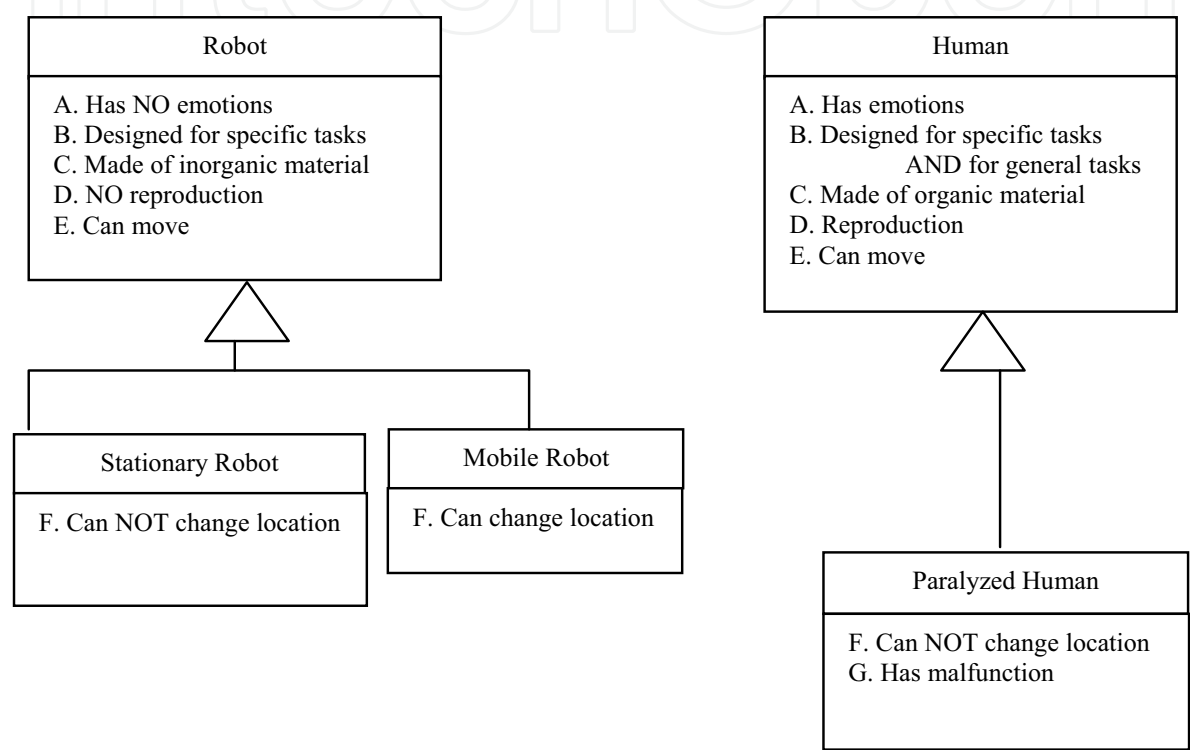 Robot
A. Has NO emotions
B. Designed for specific tasks
C. Made of inorganic material
D. NO reproduction
E. Can move
Human
A. Has emotions
B. Designed for specific tasks
AND for general tasks
C. Made of organic material
D. Reproduction
E. Can move
Stationary Robot
F. Can NOT change location
Mobile Robot
F. Can change location
Paralyzed Human
F. Can NOT change location
G. Has malfunction